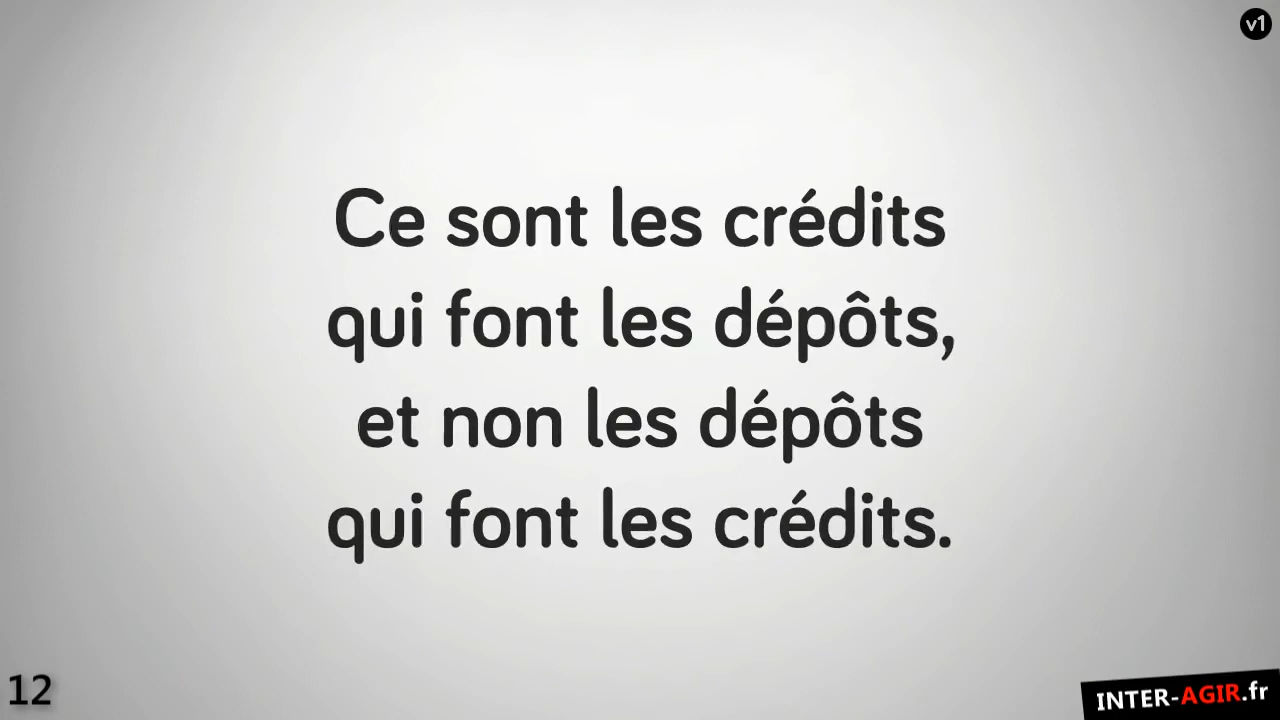 v1
Ce sont les crédits
qui font les dépôts,
et non les dépôts
qui font les crédits.
12
INTER-AGIR.fr